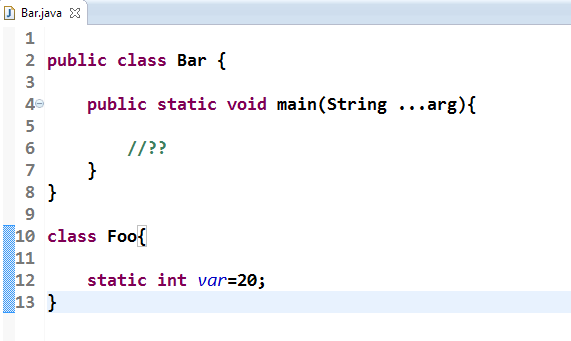 Bar.java
1
2 public class Bar {
3
4 public static void main(String ...arg){
5
6 //??
7 }
8 }
9
10 class Foo{
11
12 static int var=20;
13 }